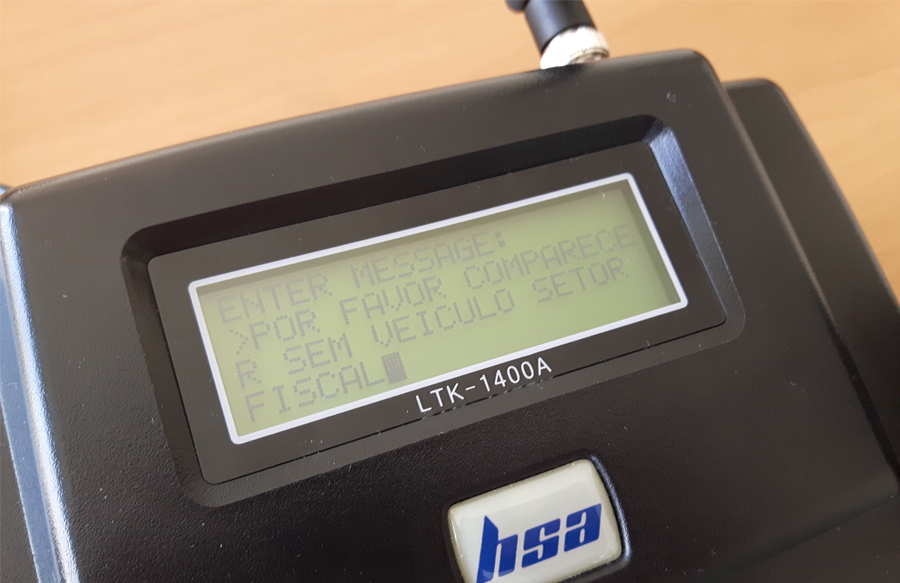 ENTER MESSAGE:
>POR FAVOR COMPARECE
R SEM VEICULO SETOR
FISCAL
LTK-1400A
hsa